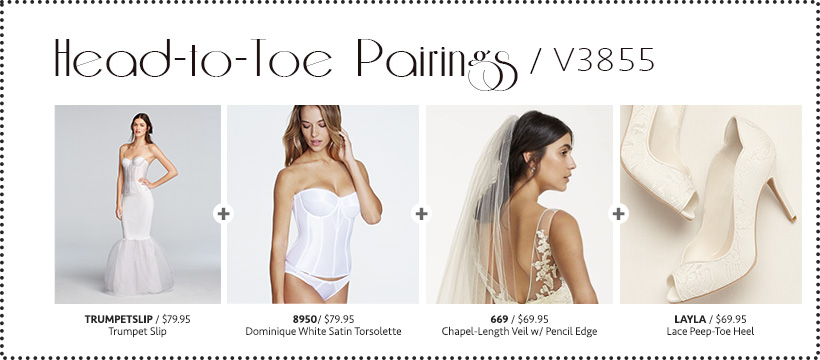 Head-to-Toe Pairings / V3855
+ + +
TRUMPETSLIP / $79.95
Trumpet Slip
8950/ $79.95
Dominique White Satin Torsolette
669 / $69.95
Chapel-Length Veil w/ Pencil Edge
LAYLA / $69.95
Lace Peep-Toe Heel